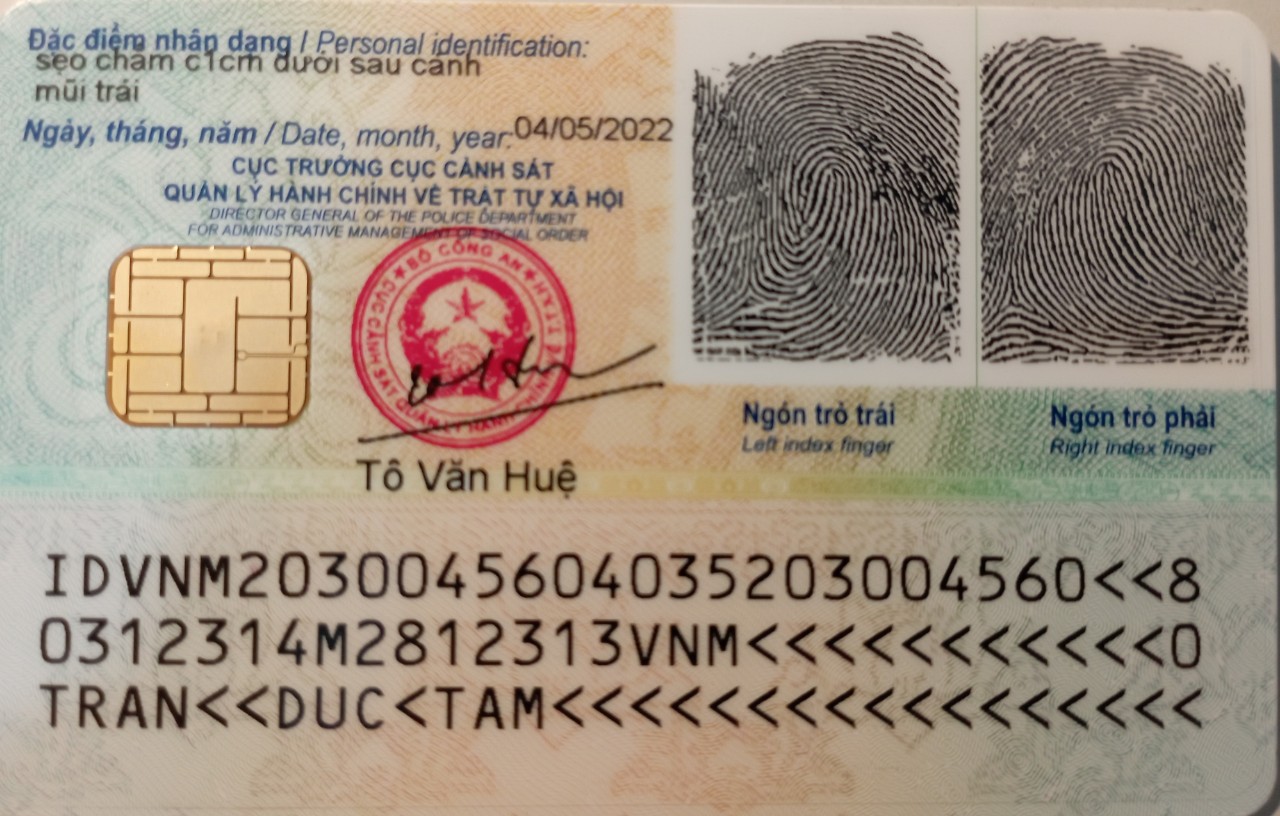 Đặc điểm nhân dạng / Personal identification:
sẹo chấm c1cm dưới sau cánh
mũi trái
Ngày, tháng, năm / Date, month, year: 04/05/2022
CỤC TRƯỞNG CỤC CẢNH SÁT
QUẢN LÝ HÀNH CHÍNH VỀ TRẬT TỰ XÃ HỘI
DIRECTOR GENERAL OF THE POLICE DEPARTMENT
FOR ADMINISTRATIVE MANAGEMENT OF SOCIAL ORDER
BỘ CÔNG AN
CỤC CẢNH SÁT QUẢN LÝ HÀNH CHÍNH
Tô Văn Huệ
Ngón trỏ trái
Left index finger
Ngón trỏ phải
Right index finger
IDVNM2030045604035203004560<<8
0312314M2812313VNM<<<<<<<<<<<0
TRAN<<DUC<TAM<<<<<<<<<<<<<<<<<